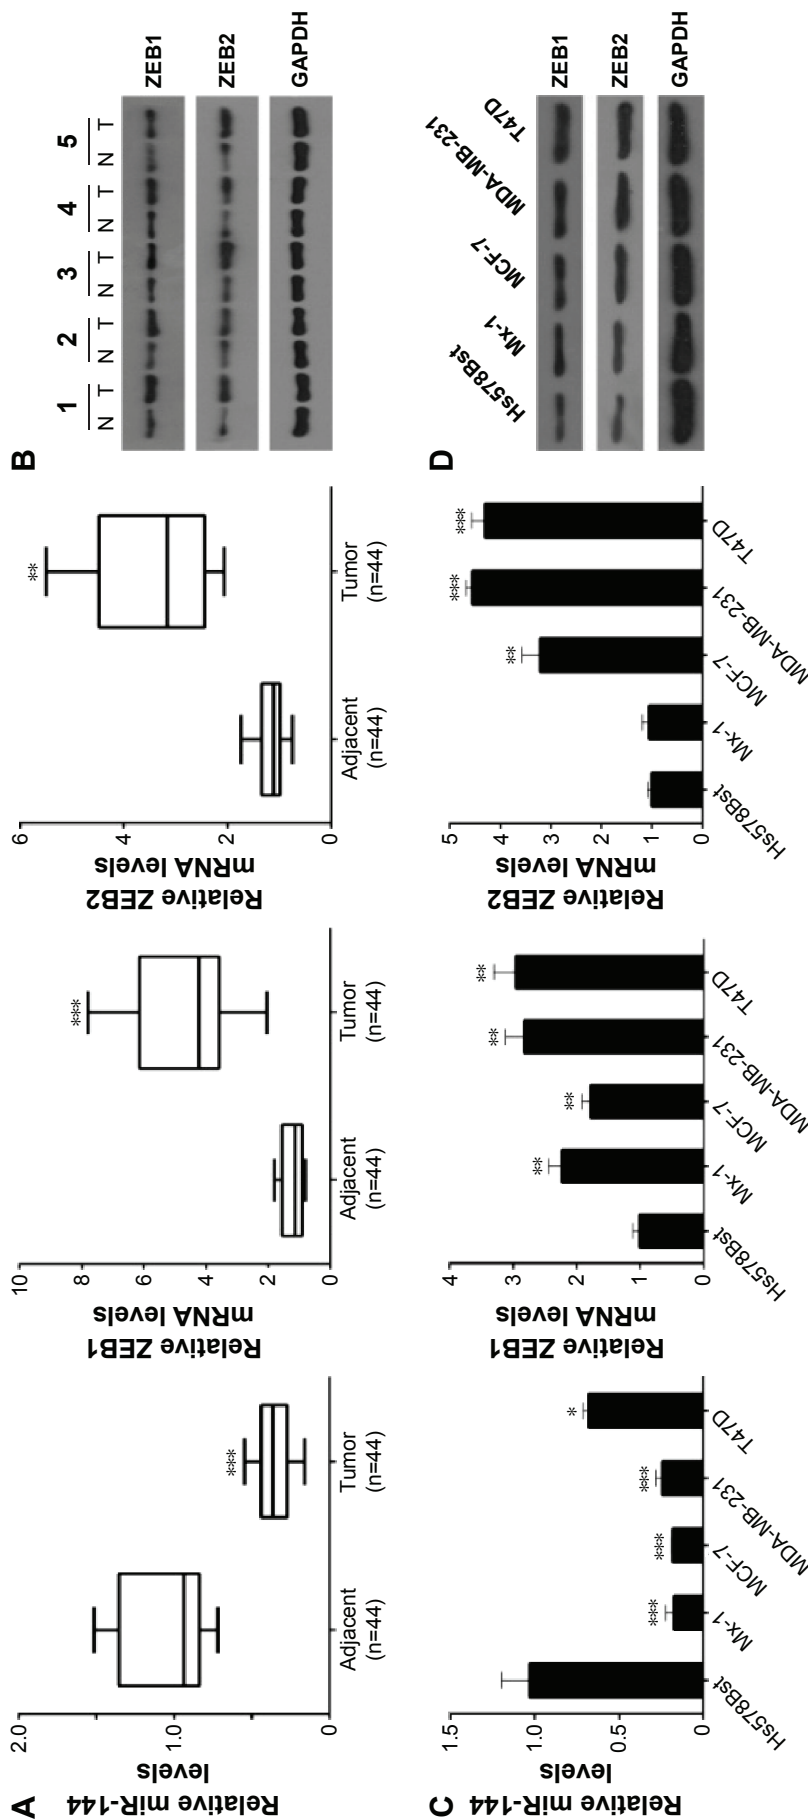 A
Relative miR-144
levels
2.0
1.0
0
Adjacent
(n=44)
Tumor
(n=44)
***
Relative ZEB1
mRNA levels
10
8
6
4
2
0
Adjacent
(n=44)
Tumor
(n=44)
***
Relative ZEB2
mRNA levels
6
4
2
0
Adjacent
(n=44)
Tumor
(n=44)
**
B
1 2 3 4 5
N T N T N T N T N T
ZEB1
ZEB2
GAPDH
C
Relative miR-144
levels
1.5
1.0
0.5
0
Hs578Bst
Mx-1
MCF-7
MDA-MB-231
T47D
***
***
***
*
Relative ZEB1
mRNA levels
4
3
2
1
0
Hs578Bst
Mx-1
MCF-7
MDA-MB-231
T47D
**
**
**
**
Relative ZEB2
mRNA levels
5
4
3
2
1
0
Hs578Bst
Mx-1
MCF-7
MDA-MB-231
T47D
**
***
***
D
Hs578Bst
Mx-1
MCF-7
MDA-MB-231
T47D
ZEB1
ZEB2
GAPDH